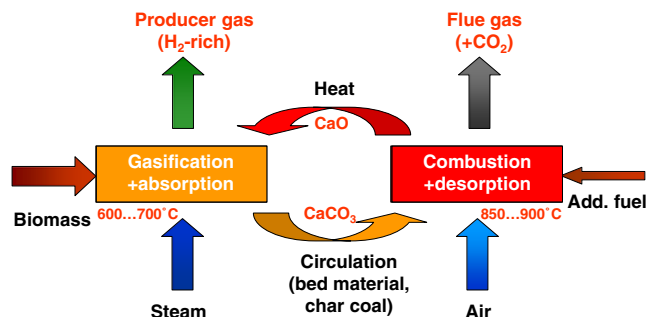 Producer gas
(H₂-rich)
Flue gas
(+CO₂)
Heat
CaO
Gasification
+absorption
Combustion
+desorption
Biomass
600...700°C
CaCO₃
850...900°C
Add. fuel
Circulation
(bed material,
char coal)
Steam
Air